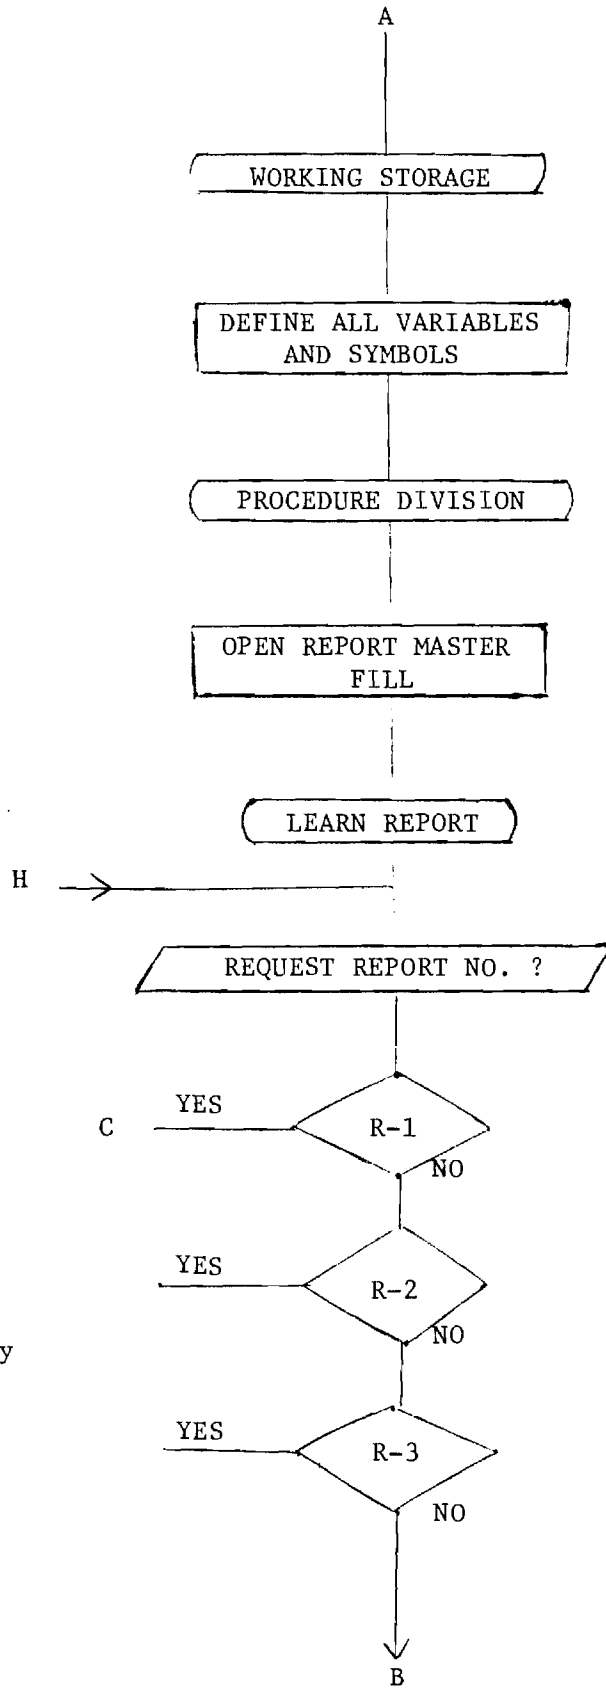 A
WORKING STORAGE
DEFINE ALL VARIABLES
AND SYMBOLS
PROCEDURE DIVISION
OPEN REPORT MASTER
FILL
LEARN REPORT
H
REQUEST REPORT NO. ?
YES
C
R-1
NO
YES
R-2
NO
y
YES
R-3
NO
B